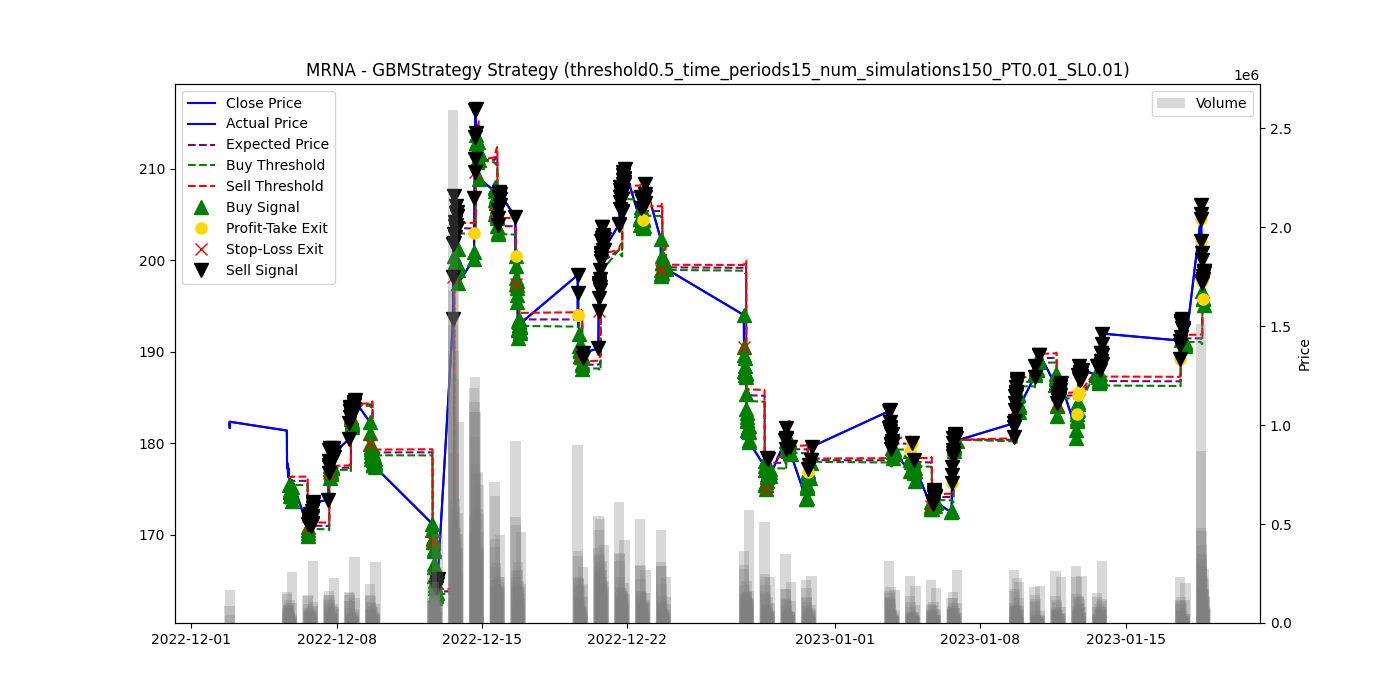 MRNA - GBMStrategy Strategy (threshold0.5_time_periods15_num_simulations150_PT0.01_SL0.01)
1e6
Close Price
Actual Price
Expected Price
Buy Threshold
Sell Threshold
Buy Signal
Profit-Take Exit
Stop-Loss Exit
Sell Signal
Volume
210
200
190
180
170
2.5
2.0
1.5
1.0
0.5
0.0
Price
2022-12-01
2022-12-08
2022-12-15
2022-12-22
2023-01-01
2023-01-08
2023-01-15